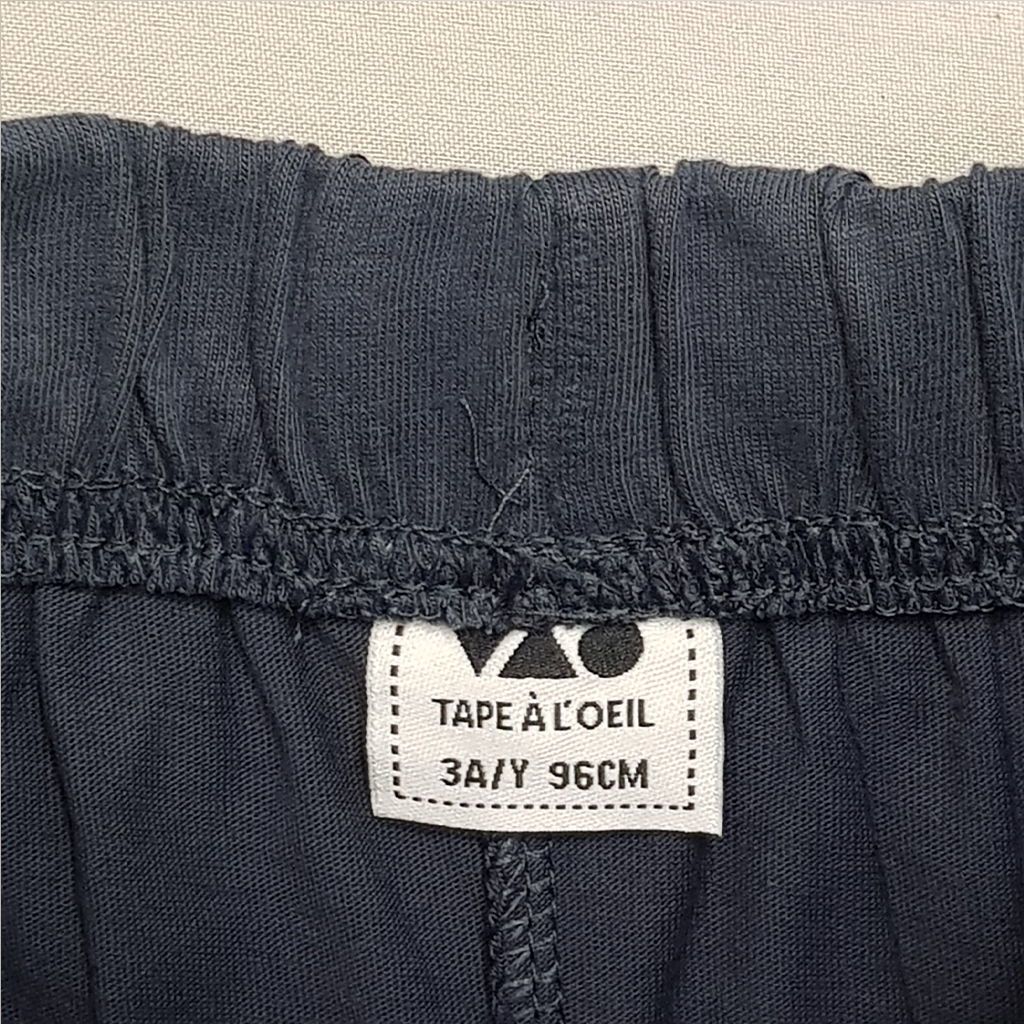 TAPE À L'OEIL
3A/Y 96CM